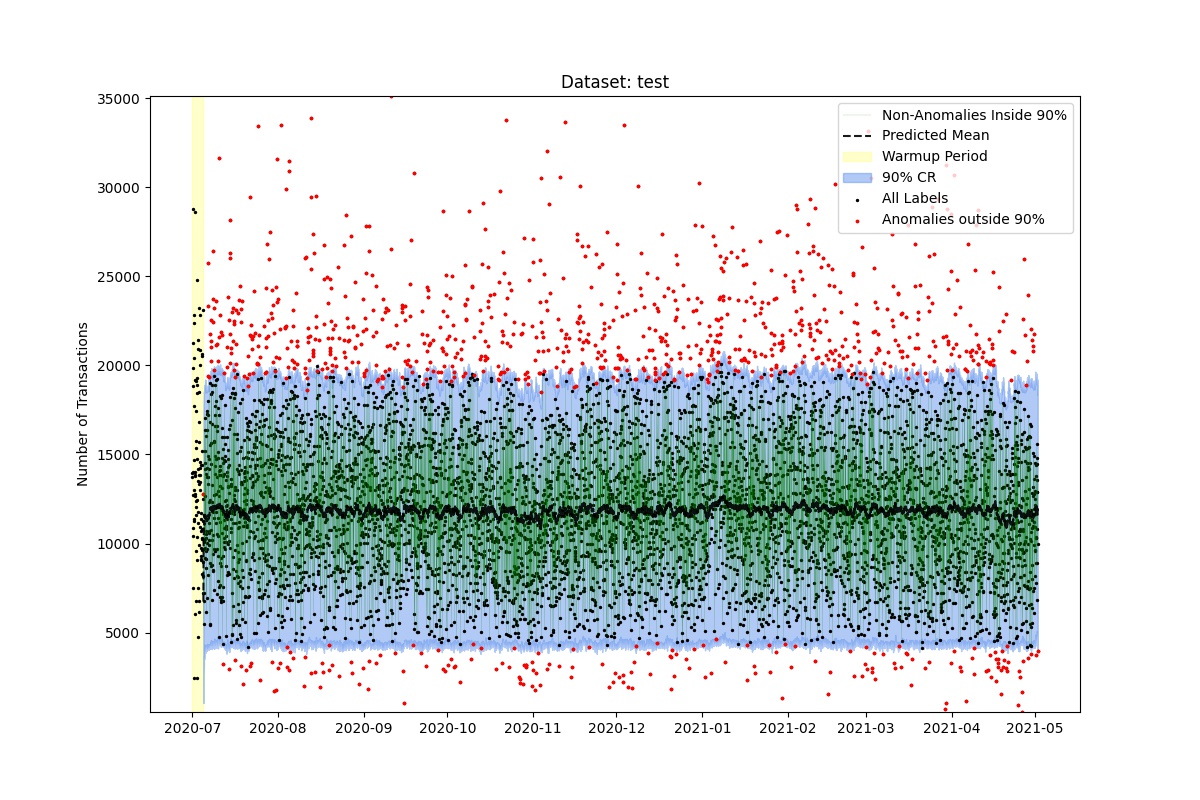 Dataset: test
Number of Transactions
35000
30000
25000
20000
15000
10000
5000
Non-Anomalies Inside 90%
Predicted Mean
Warmup Period
90% CR
All Labels
Anomalies outside 90%
2020-07
2020-08
2020-09
2020-10
2020-11
2020-12
2021-01
2021-02
2021-03
2021-04
2021-05